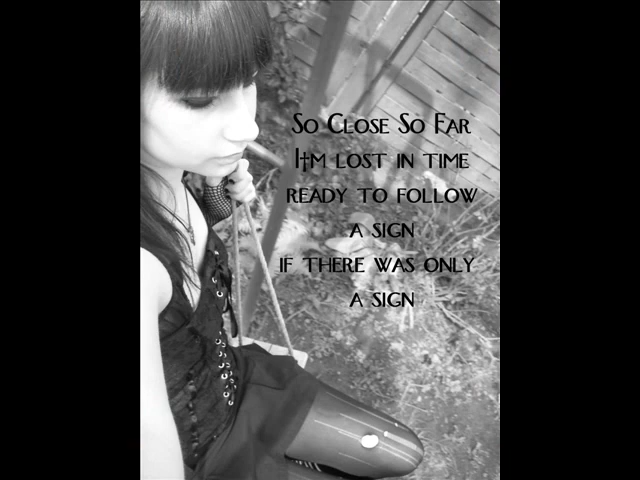 So Close So Far
I†m lost in time
ready to follow
a sign
if there was only
a sign